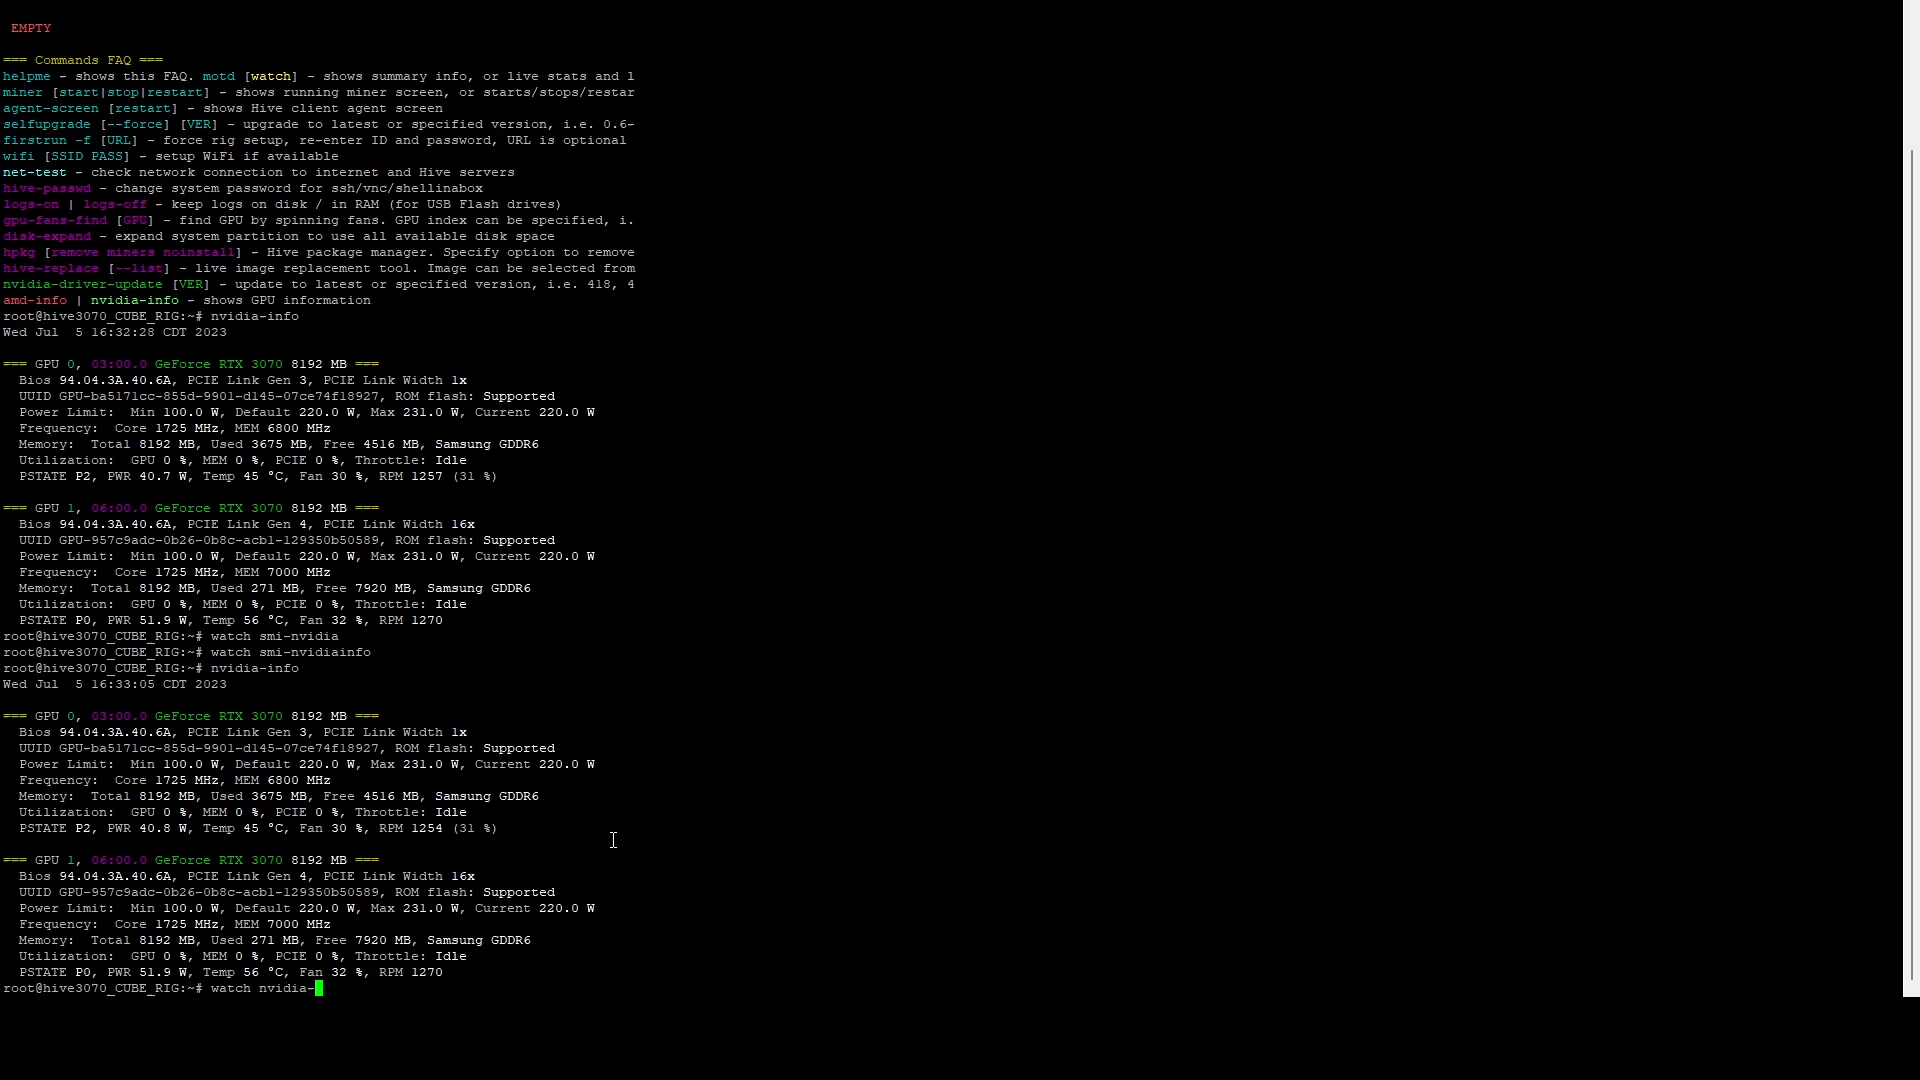 EMPTY
=== Commands FAQ ===
helpme - shows this FAQ. motd [watch] - shows summary info, or live stats and l
miner [start|stop|restart] - shows running miner screen, or starts/stops/restar
agent-screen [restart] - shows Hive client agent screen
selfupgrade [--force] [VER] - upgrade to latest or specified version, i.e. 0.6-
firstrun -f [URL] - force rig setup, re-enter ID and password, URL is optional
wifi [SSID PASS] - setup WiFi if available
net-test - check network connection to internet and Hive servers
hive-passwd - change system password for ssh/vnc/shellinabox
logs-on | logs-off - keep logs on disk / in RAM (for USB Flash drives)
gpu-fans-find [GPU] - find GPU by spinning fans. GPU index can be specified, i.
disk-expand - expand system partition to use all available disk space
hpkg [remove miners noinstall] - Hive package manager. Specify option to remove
hive-replace [--list] - live image replacement tool. Image can be selected from
nvidia-driver-update [VER] - update to latest or specified version, i.e. 418, 4
amd-info | nvidia-info - shows GPU information
root@hive3070_CUBE_RIG:~# nvidia-info
Wed Jul  5 16:32:28 CDT 2023
=== GPU 0, 03:00.0 GeForce RTX 3070 8192 MB ===
Bios 94.04.3A.40.6A, PCIE Link Gen 3, PCIE Link Width 1x
UUID GPU-ba5171cc-855d-9901-d145-07ce74f18927, ROM flash: Supported
Power Limit:  Min 100.0 W, Default 220.0 W, Max 231.0 W, Current 220.0 W
Frequency:  Core 1725 MHz, MEM 6800 MHz
Memory:  Total 8192 MB, Used 3675 MB, Free 4516 MB, Samsung GDDR6
Utilization:  GPU 0 %, MEM 0 %, PCIE 0 %, Throttle: Idle
PSTATE P2, PWR 40.7 W, Temp 45 °C, Fan 30 %, RPM 1257 (31 %)
=== GPU 1, 06:00.0 GeForce RTX 3070 8192 MB ===
Bios 94.04.3A.40.6A, PCIE Link Gen 4, PCIE Link Width 16x
UUID GPU-957c9adc-0b26-0b8c-acb1-129350b50589, ROM flash: Supported
Power Limit:  Min 100.0 W, Default 220.0 W, Max 231.0 W, Current 220.0 W
Frequency:  Core 1725 MHz, MEM 7000 MHz
Memory:  Total 8192 MB, Used 271 MB, Free 7920 MB, Samsung GDDR6
Utilization:  GPU 0 %, MEM 0 %, PCIE 0 %, Throttle: Idle
PSTATE P0, PWR 51.9 W, Temp 56 °C, Fan 32 %, RPM 1270
root@hive3070_CUBE_RIG:~# watch smi-nvidia
root@hive3070_CUBE_RIG:~# watch smi-nvidiainfo
root@hive3070_CUBE_RIG:~# nvidia-info
Wed Jul  5 16:33:05 CDT 2023
=== GPU 0, 03:00.0 GeForce RTX 3070 8192 MB ===
Bios 94.04.3A.40.6A, PCIE Link Gen 3, PCIE Link Width 1x
UUID GPU-ba5171cc-855d-9901-d145-07ce74f18927, ROM flash: Supported
Power Limit:  Min 100.0 W, Default 220.0 W, Max 231.0 W, Current 220.0 W
Frequency:  Core 1725 MHz, MEM 6800 MHz
Memory:  Total 8192 MB, Used 3675 MB, Free 4516 MB, Samsung GDDR6
Utilization:  GPU 0 %, MEM 0 %, PCIE 0 %, Throttle: Idle
PSTATE P2, PWR 40.8 W, Temp 45 °C, Fan 30 %, RPM 1254 (31 %)
=== GPU 1, 06:00.0 GeForce RTX 3070 8192 MB ===
Bios 94.04.3A.40.6A, PCIE Link Gen 4, PCIE Link Width 16x
UUID GPU-957c9adc-0b26-0b8c-acb1-129350b50589, ROM flash: Supported
Power Limit:  Min 100.0 W, Default 220.0 W, Max 231.0 W, Current 220.0 W
Frequency:  Core 1725 MHz, MEM 7000 MHz
Memory:  Total 8192 MB, Used 271 MB, Free 7920 MB, Samsung GDDR6
Utilization:  GPU 0 %, MEM 0 %, PCIE 0 %, Throttle: Idle
PSTATE P0, PWR 51.9 W, Temp 56 °C, Fan 32 %, RPM 1270
root@hive3070_CUBE_RIG:~# watch nvidia-